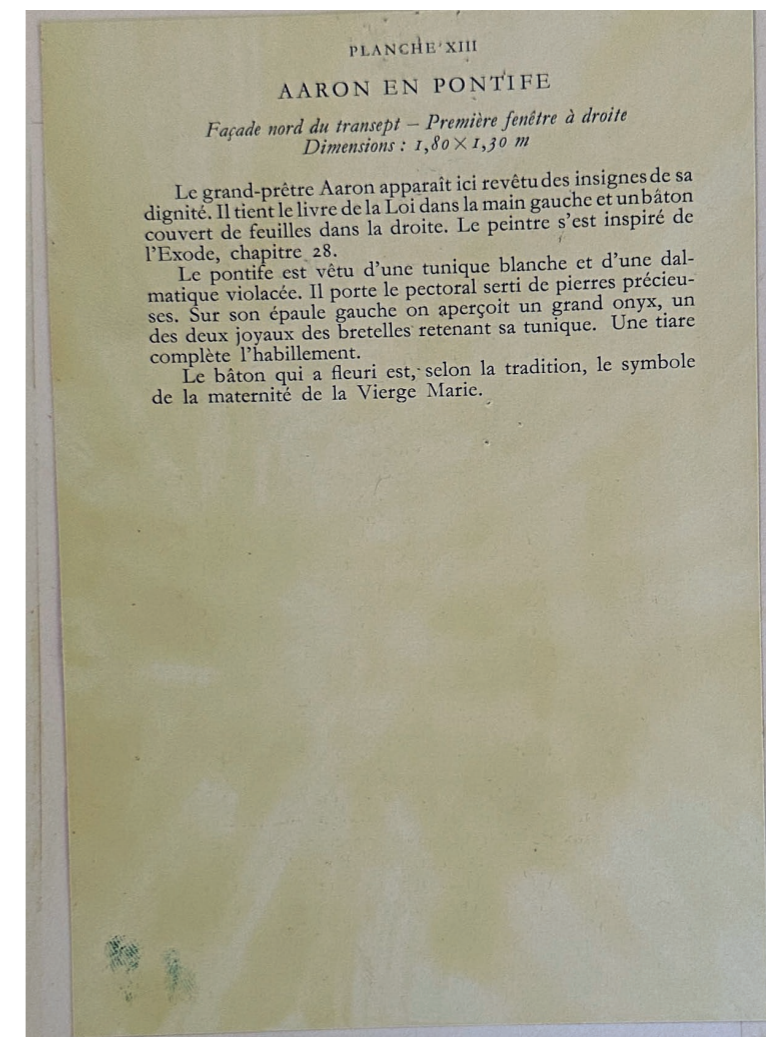 PLANCHE XIII
AARON EN PONTIFE
Façade nord du transept – Première fenêtre à droite
Dimensions : 1,80 × 1,30 m
Le grand-prêtre Aaron apparaît ici revêtu des insignes de sa
dignité. Il tient le livre de la Loi dans la main gauche et un bâton
couvert de feuilles dans la droite. Le peintre s'est inspiré de
l'Exode, chapitre 28.
Le pontife est vêtu d'une tunique blanche et d'une dal-
matique violacée. Il porte le pectoral serti de pierres précieu-
ses. Sur son épaule gauche on aperçoit un grand onyx, un
des deux joyaux des bretelles retenant sa tunique. Une tiare
complète l'habillement.
Le bâton qui a fleuri est, selon la tradition, le symbole
de la maternité de la Vierge Marie.